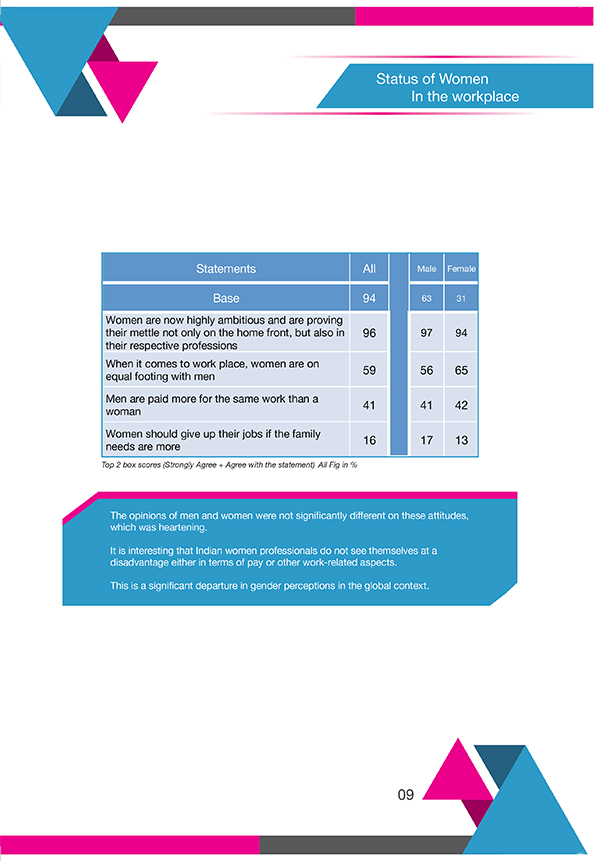 Status of Women
In the workplace
Statements All Male Female
Base 94 63 31
Women are now highly ambitious and are proving
their mettle not only on the home front, but also in 96 97 94
their respective professions
When it comes to work place, women are on
equal footing with men 59 56 65
Men are paid more for the same work than a
woman 41 41 42
Women should give up their jobs if the family
needs are more 16 17 13
Top 2 box scores (Strongly Agree + Agree with the statement) All Fig in %
The opinions of men and women were not significantly different on these attitudes,
which was heartening.
It is interesting that Indian women professionals do not see themselves at a
disadvantage either in terms of pay or other work-related aspects.
This is a significant departure in gender perceptions in the global context.
09